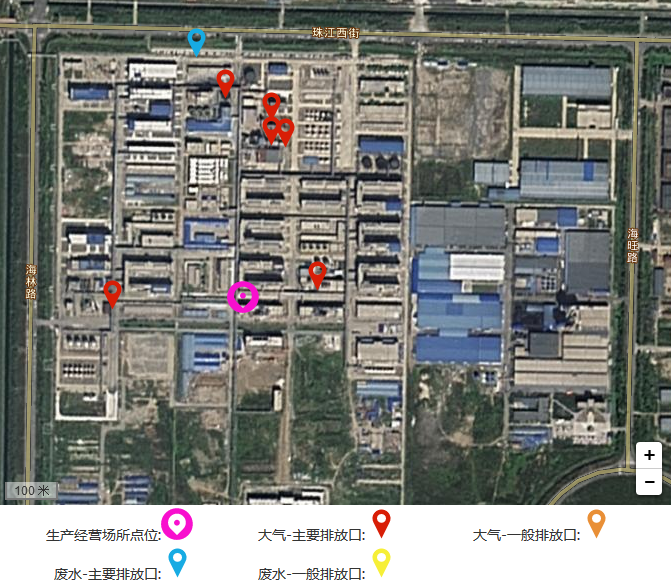 珠江西街
海林路
海旺路
+
−
100 米
生产经营场所点位:
大气-主要排放口:
大气-一般排放口:
废水-主要排放口:
废水-一般排放口: